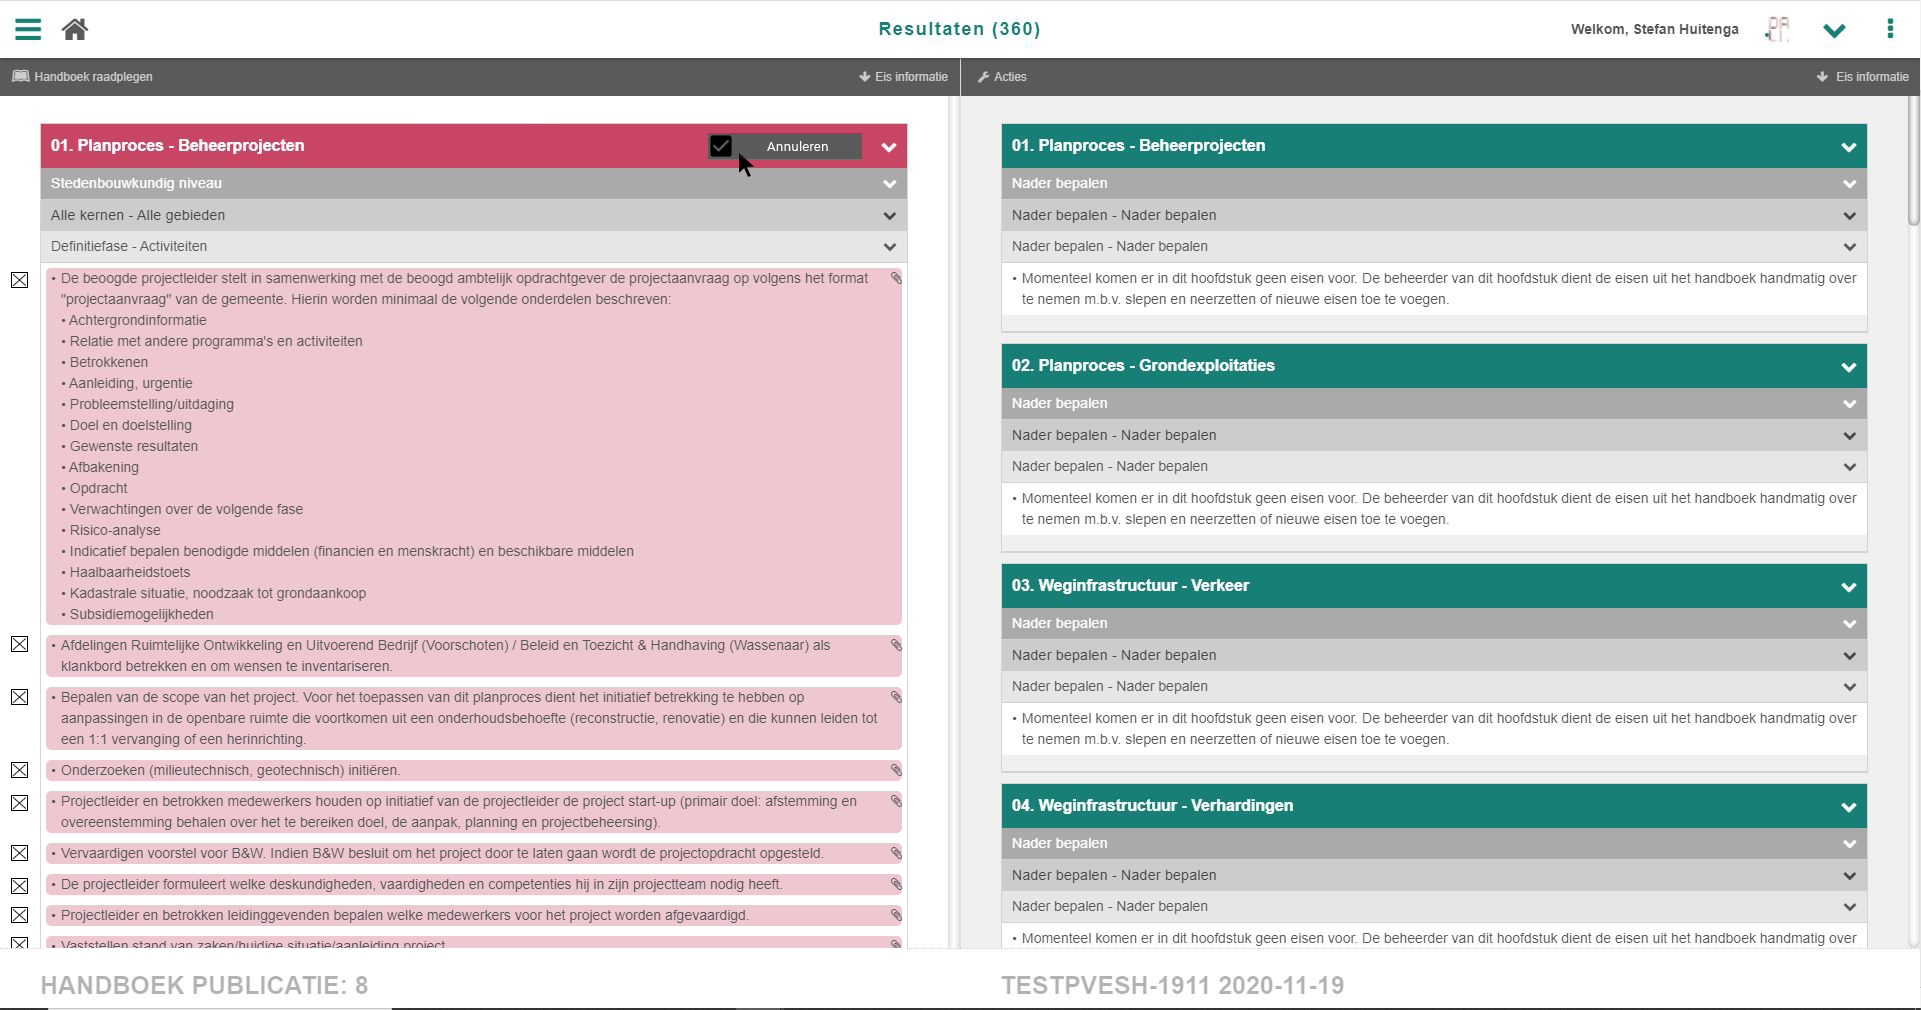 Resultaten (360)
Welkom, Stefan Huitenga
Handboek raadplegen
Eis informatie
Acties
Eis informatie
01. Planproces - Beheerprojecten
Annuleren
Stedenbouwkundig niveau
Alle kernen - Alle gebieden
Definitiefase - Activiteiten
• De beoogde projectleider stelt in samenwerking met de beoogd ambtelijk opdrachtgever de projectaanvraag op volgens het format
"projectaanvraag" van de gemeente. Hierin worden minimaal de volgende onderdelen beschreven:
• Achtergrondinformatie
• Relatie met andere programma's en activiteiten
• Betrokkenen
• Aanleiding, urgentie
• Probleemstelling/uitdaging
• Doel en doelstelling
• Gewenste resultaten
• Afbakening
• Opdracht
• Verwachtingen over de volgende fase
• Risico-analyse
• Indicatief bepalen benodigde middelen (financien en menskracht) en beschikbare middelen
• Haalbaarheidstoets
• Kadastrale situatie, noodzaak tot grondaankoop
• Subsidiemogelijkheden
• Afdelingen Ruimtelijke Ontwikkeling en Uitvoerend Bedrijf (Voorschoten) / Beleid en Toezicht & Handhaving (Wassenaar) als
klankbord betrekken en om wensen te inventariseren.
• Bepalen van de scope van het project. Voor het toepassen van dit planproces dient het initiatief betrekking te hebben op
aanpassingen in de openbare ruimte die voortkomen uit een onderhoudsbehoefte (reconstructie, renovatie) en die kunnen leiden tot
een 1:1 vervanging of een herinrichting.
• Onderzoeken (milieutechnisch, geotechnisch) initiëren.
• Projectleider en betrokken medewerkers houden op initiatief van de projectleider de project start-up (primair doel: afstemming en
overeenstemming behalen over het te bereiken doel, de aanpak, planning en projectbeheersing).
• Vervaardigen voorstel voor B&W. Indien B&W besluit om het project door te laten gaan wordt de projectopdracht opgesteld.
• De projectleider formuleert welke deskundigheden, vaardigheden en competenties hij in zijn projectteam nodig heeft.
• Projectleider en betrokken leidinggevenden bepalen welke medewerkers voor het project worden afgevaardigd.
• Vaststellen stand van zaken/huidige situatie/aanleiding project.
01. Planproces - Beheerprojecten
Nader bepalen
Nader bepalen - Nader bepalen
Nader bepalen - Nader bepalen
• Momenteel komen er in dit hoofdstuk geen eisen voor. De beheerder van dit hoofdstuk dient de eisen uit het handboek handmatig over
te nemen m.b.v. slepen en neerzetten of nieuwe eisen toe te voegen.
02. Planproces - Grondexploitaties
Nader bepalen
Nader bepalen - Nader bepalen
Nader bepalen - Nader bepalen
• Momenteel komen er in dit hoofdstuk geen eisen voor. De beheerder van dit hoofdstuk dient de eisen uit het handboek handmatig over
te nemen m.b.v. slepen en neerzetten of nieuwe eisen toe te voegen.
03. Weginfrastructuur - Verkeer
Nader bepalen
Nader bepalen - Nader bepalen
Nader bepalen - Nader bepalen
• Momenteel komen er in dit hoofdstuk geen eisen voor. De beheerder van dit hoofdstuk dient de eisen uit het handboek handmatig over
te nemen m.b.v. slepen en neerzetten of nieuwe eisen toe te voegen.
04. Weginfrastructuur - Verhardingen
Nader bepalen
Nader bepalen - Nader bepalen
Nader bepalen - Nader bepalen
• Momenteel komen er in dit hoofdstuk geen eisen voor. De beheerder van dit hoofdstuk dient de eisen uit het handboek handmatig over
HANDBOEK PUBLICATIE: 8
TESTPVESH-1911 2020-11-19